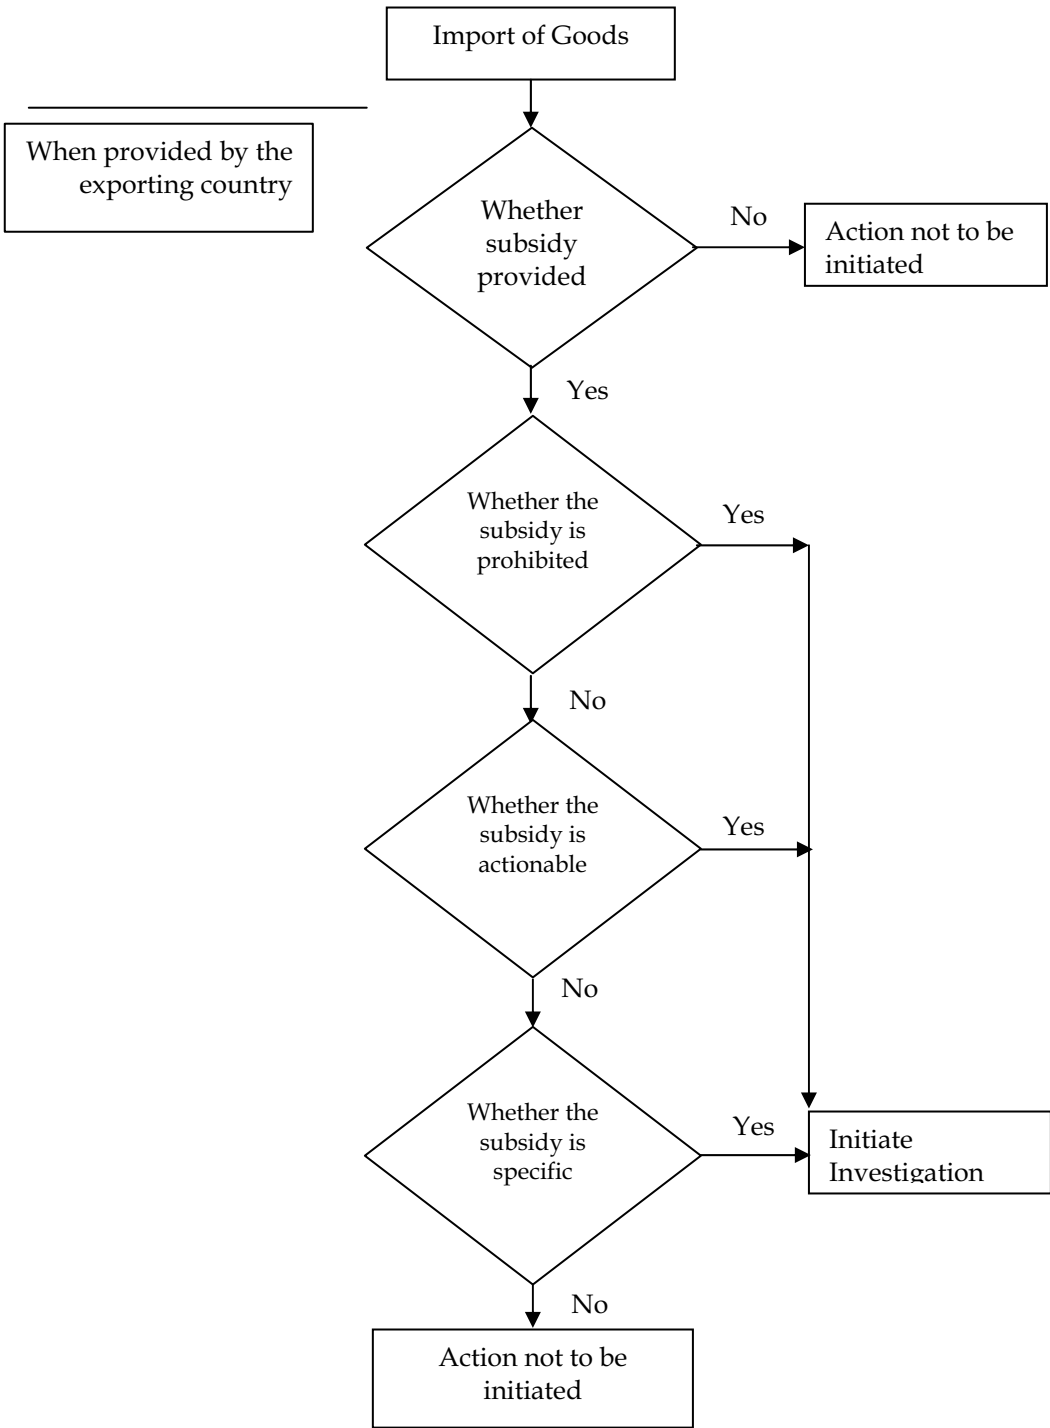 Import of Goods
When provided by the
exporting country
Whether
subsidy
provided
No
Action not to be
initiated
Yes
Whether the
subsidy is
prohibited
Yes
No
Whether the
subsidy is
actionable
Yes
No
Whether the
subsidy is
specific
Yes
Initiate
Investigation
No
Action not to be
initiated